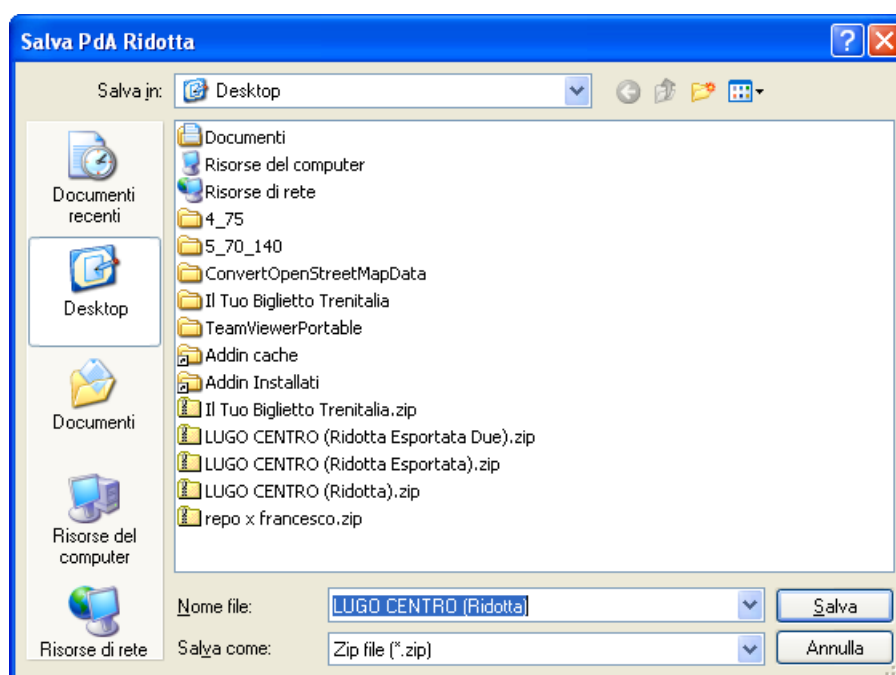 Salva PdA Ridotta
Salva in: Desktop
Documenti recenti
Desktop
Documenti
Risorse del computer
Risorse di rete
Documenti
Risorse del computer
Risorse di rete
4_75
5_70_140
ConvertOpenStreetMapData
Il Tuo Biglietto Trenitalia
TeamViewerPortable
Addin cache
Addin Installati
Il Tuo Biglietto Trenitalia.zip
LUGO CENTRO (Ridotta Esportata Due).zip
LUGO CENTRO (Ridotta Esportata).zip
LUGO CENTRO (Ridotta).zip
repo x francesco.zip
Nome file: LUGO CENTRO (Ridotta) Salva
Salva come: Zip file (*.zip) Annulla